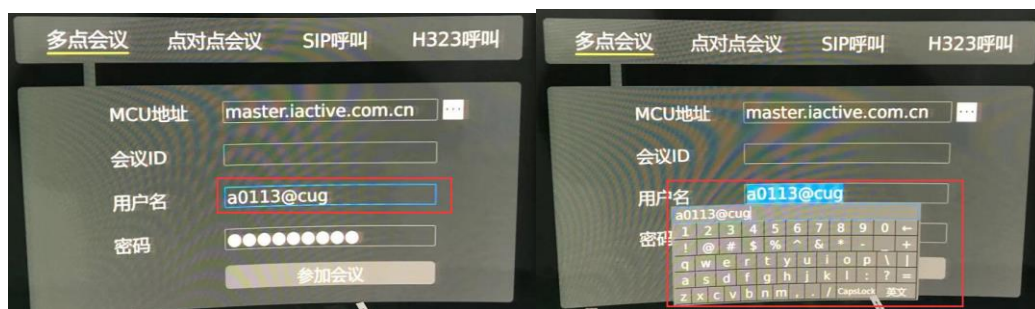 多点会议 点对点会议 SIP呼叫 H323呼叫
MCU地址 master.iactive.com.cn ...
会议ID
用户名 a0113@cug
密码 ●●●●●●●●●
参加会议
多点会议 点对点会议 SIP呼叫 H323呼叫
MCU地址 master.iactive.com.cn ...
会议ID
用户名 a0113@cug
a0113@cug
密码
1 2 3 4 5 6 7 8 9 0 ←
! @ # $ % ^ & * - _ +
q w e r t y u i o p \ |
a s d f g h j k l : ? =
z x c v b n m , . / CapsLock 英文